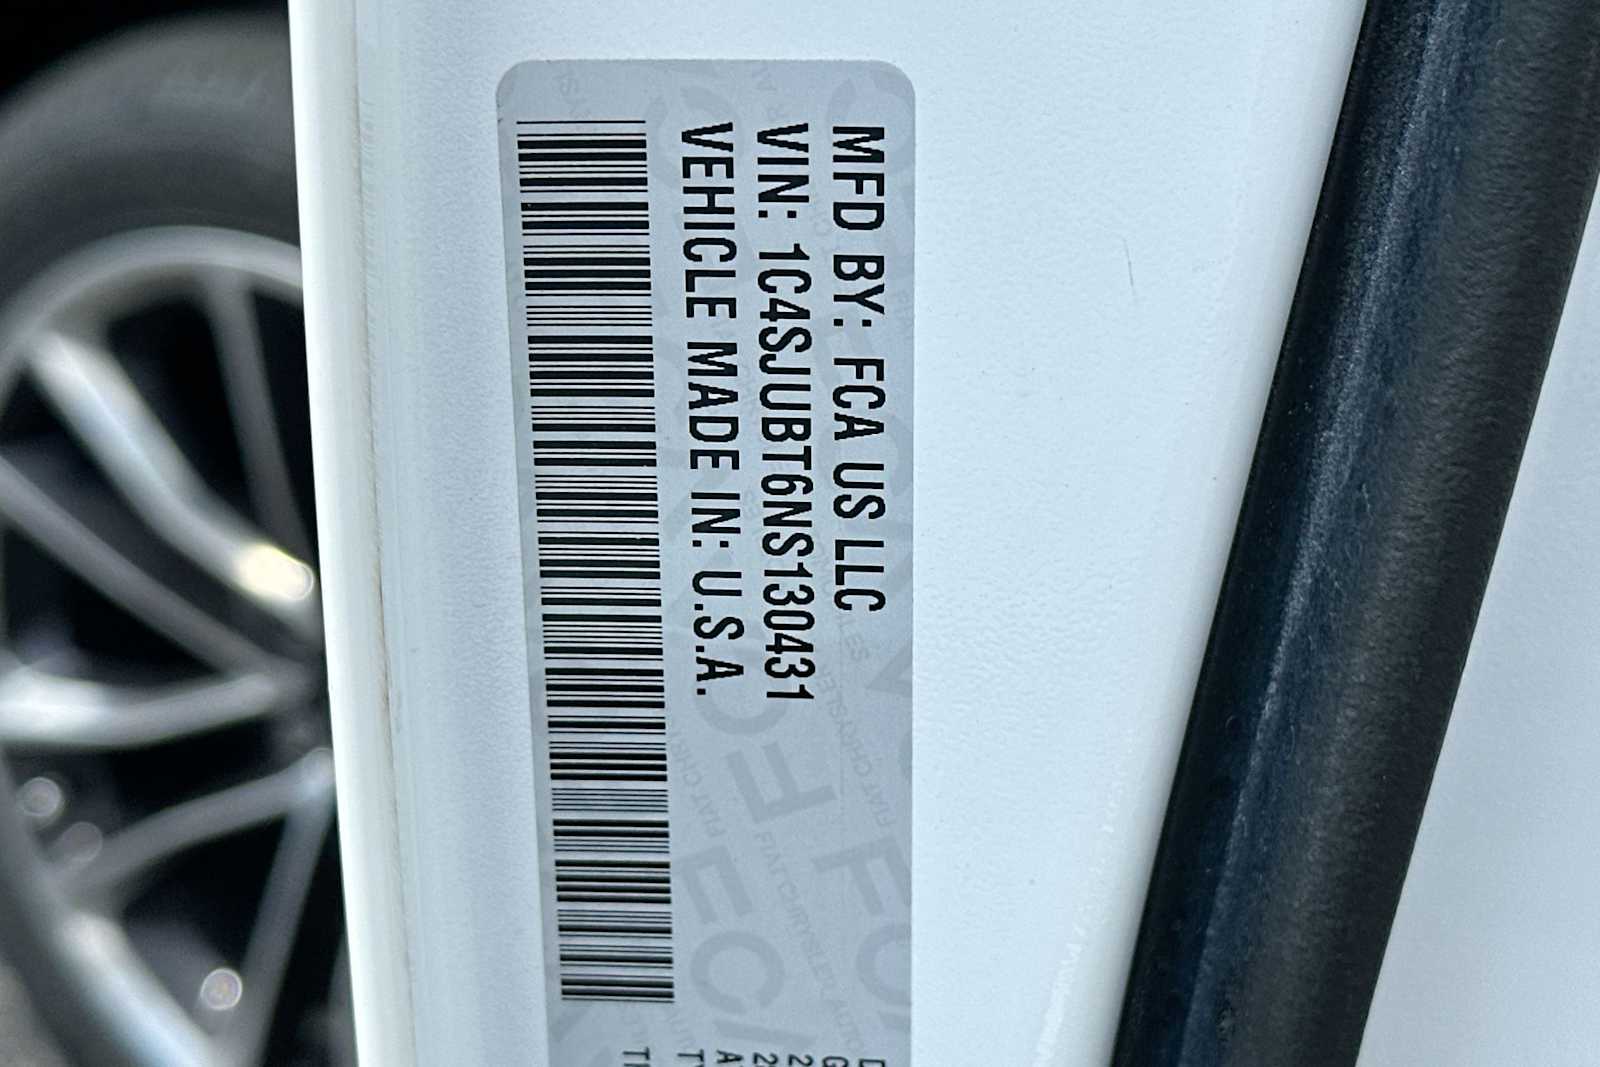 MFD BY: FCA US LLC
VIN: 1C4SJUBT6NS130431
VEHICLE MADE IN: U.S.A.